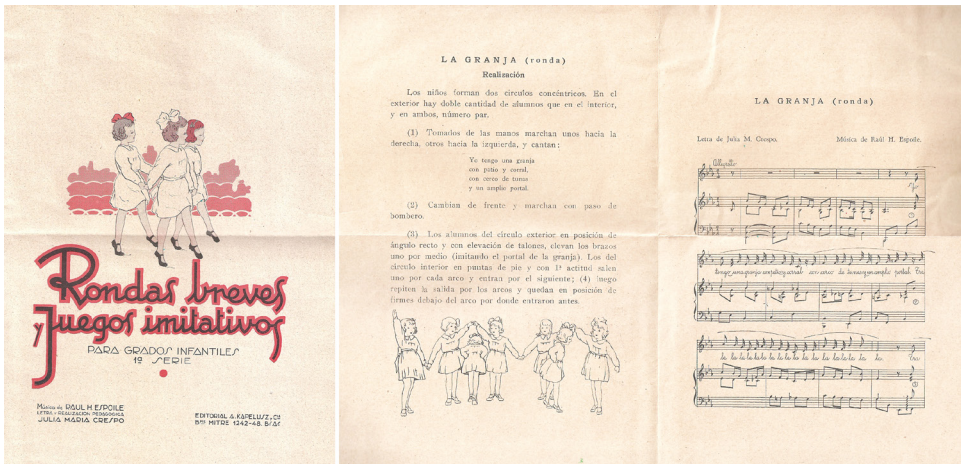 Rondas breves
y Juegos imitativos
PARA GRADOS INFANTILES
1ª SERIE
Música de RAUL H. ESPOILE
LETRA Y REALIZACIÓN PEDAGÓGICA
JULIA MARIA CRESPO
EDITORIAL A. KAPELUSZ. Cía
Bmé MITRE 1242-48. B/AS
LA GRANJA (ronda)
Realización
Los niños forman dos círculos concéntricos. En el
exterior hay doble cantidad de alumnos que en el interior,
y en ambos, número par.
(1) Tomados de las manos marchan unos hacia la
derecha, otros hacia la izquierda, y cantan:
Yo tengo una granja
con patio y corral,
con cerco de tunas
y un amplio portal.
(2) Cambian de frente y marchan con paso de
bombero.
(3) Los alumnos del círculo exterior en posición de
ángulo recto y con elevación de talones, elevan los brazos
uno por medio (imitando el portal de la granja). Los del
círculo interior en puntas de pie y con 1ª actitud salen
uno por cada arco y entran por el siguiente; (4) luego
repiten la salida por los arcos y quedan en posición de
firmes debajo del arco por donde entraron antes.
LA GRANJA (ronda)
Letra de Julia M. Crespo.
Música de Raúl H. Espoile.
Allegretto
Yo
tengo una granja con patio y corral con cerco de tunas y un amplio portal
la la la la la la la la la la la la la la la